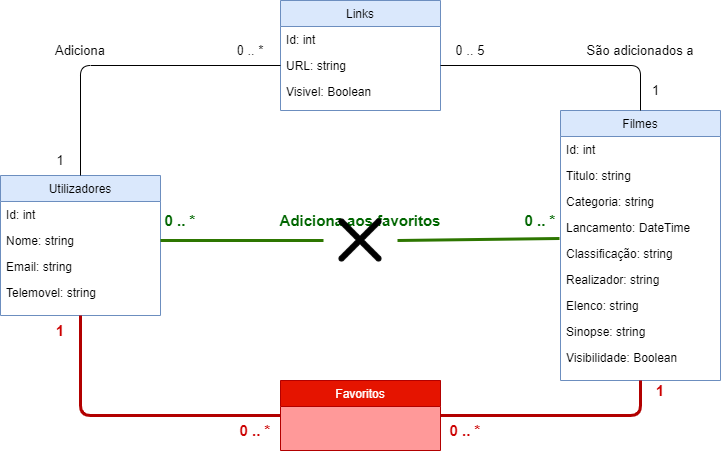 Links
Id: int
URL: string
Visivel: Boolean
Adiciona
0 .. *
0 .. 5
São adicionados a
1
1
Filmes
Id: int
Titulo: string
Categoria: string
Lancamento: DateTime
Classificação: string
Realizador: string
Elenco: string
Sinopse: string
Visibilidade: Boolean
Utilizadores
Id: int
Nome: string
Email: string
Telemovel: string
0 .. *
Adiciona aos favoritos
0 .. *
1
1
Favoritos
0 .. *
0 .. *